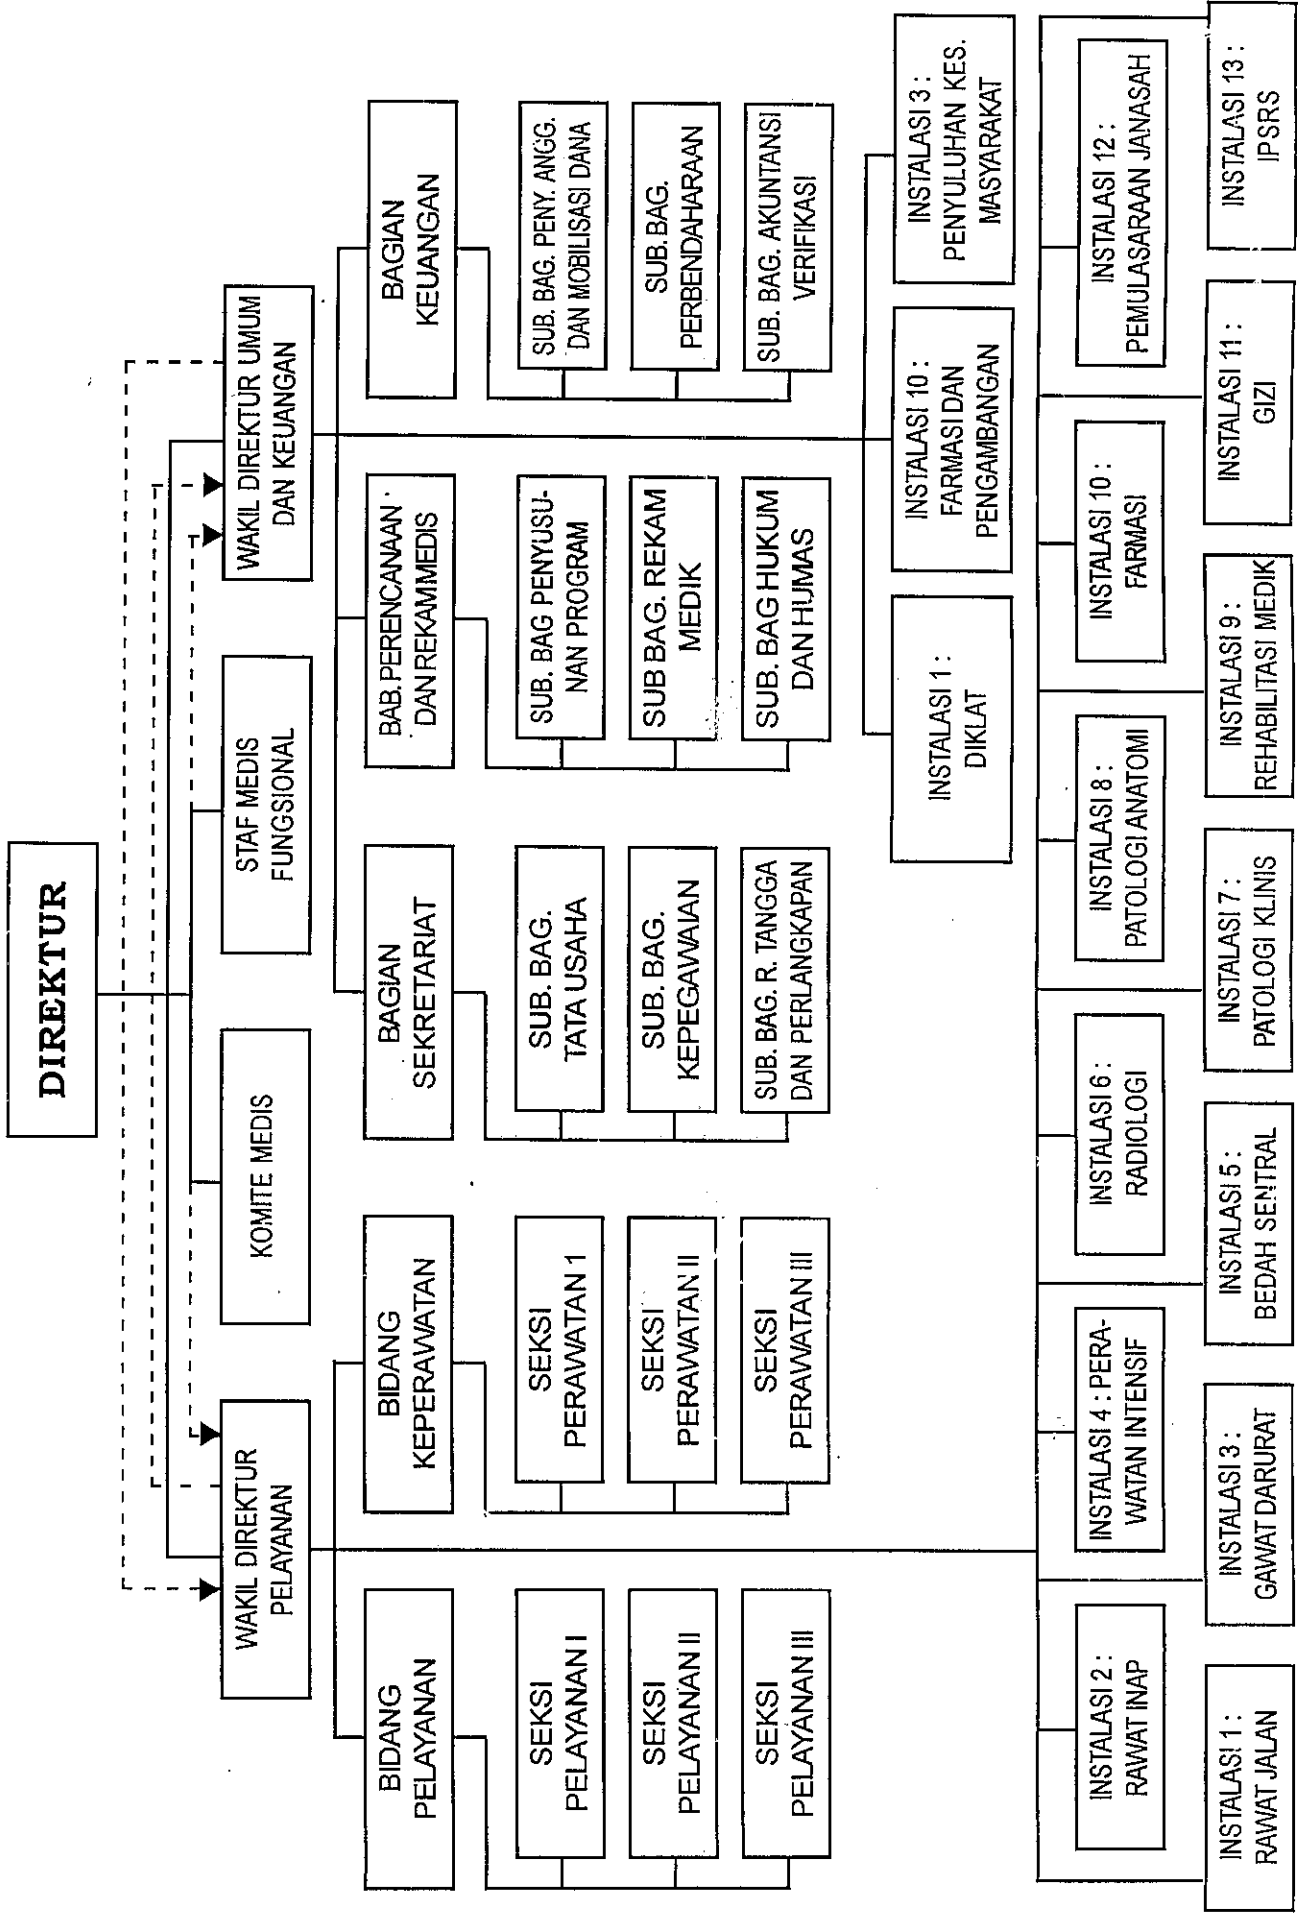 DIREKTUR
WAKIL DIREKTUR
PELAYANAN
KOMITE MEDIS
STAF MEDIS
FUNGSIONAL
WAKIL DIREKTUR UMUM
DAN KEUANGAN
BIDANG
PELAYANAN
BIDANG
KEPERAWATAN
BAGIAN
SEKRETARIAT
BAB. PERENCANAAN
DAN REKAMMEDIS
BAGIAN
KEUANGAN
SEKSI
PELAYANAN I
SEKSI
PERAWATAN 1
SUB. BAG.
TATA USAHA
SUB. BAG PENYUSU-
NAN PROGRAM
SUB. BAG. PENY. ANGG.
DAN MOBILISASI DANA
SEKSI
PELAYANAN II
SEKSI
PERAWATAN II
SUB. BAG.
KEPEGAWAIAN
SUB BAG. REKAM
MEDIK
SUB. BAG.
PERBENDAHARAAN
SEKSI
PELAYANAN III
SEKSI
PERAWATAN III
SUB. BAG. R. TANGGA
DAN PERLANGKAPAN
SUB. BAG HUKUM
DAN HUMAS
SUB. BAG. AKUNTANSI
VERIFIKASI
INSTALASI 1 :
DIKLAT
INSTALASI 10 :
FARMASI DAN
PENGAMBANGAN
INSTALASI 3 :
PENYULUHAN KES.
MASYARAKAT
INSTALASI 2 :
RAWAT INAP
INSTALASI 4 : PERA-
WATAN INTENSIF
INSTALASI 6 :
RADIOLOGI
INSTALASI 8 :
PATOLOGI ANATOMI
INSTALASI 10 :
FARMASI
INSTALASI 12 :
PEMULASARAAN JANASAH
INSTALASI 1 :
RAWAT JALAN
INSTALASI 3 :
GAWAT DARURAT
INSTALASI 5 :
BEDAH SENTRAL
INSTALASI 7 :
PATOLOGI KLINIS
INSTALASI 9 :
REHABILITASI MEDIK
INSTALASI 11 :
GIZI
INSTALASI 13 :
IPSRS